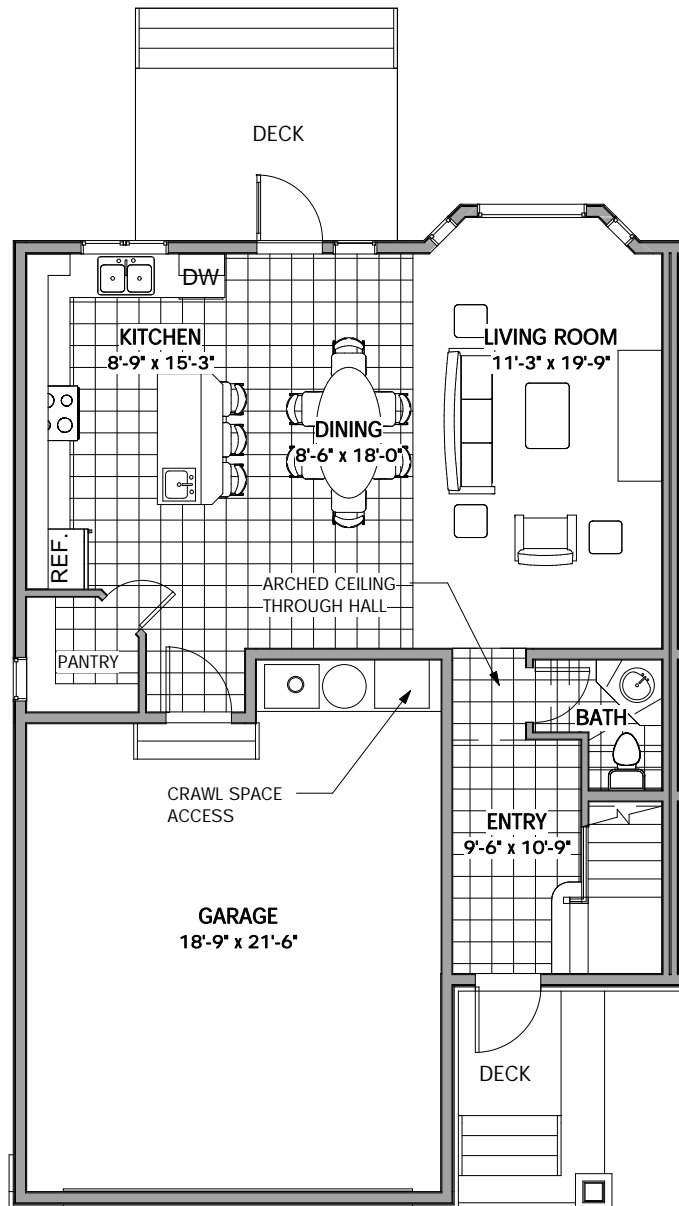 DECK
DW
KITCHEN
8'-9" x 15'-3"
LIVING ROOM
11'-3" x 19'-9"
DINING
8'-6" x 18'-0"
REF.
ARCHED CEILING
THROUGH HALL
PANTRY
BATH
CRAWL SPACE
ACCESS
ENTRY
9'-6" x 10'-9"
GARAGE
18'-9" x 21'-6"
DECK